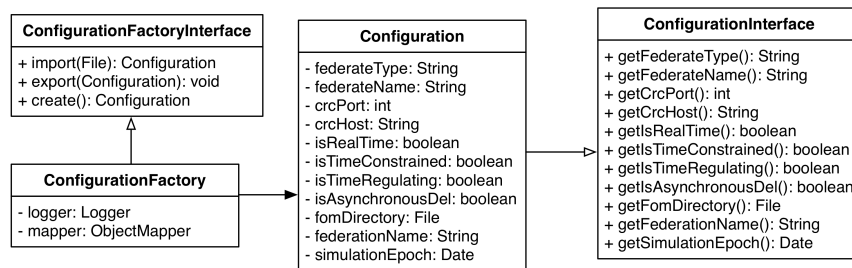 ConfigurationFactoryInterface
+ import(File): Configuration
+ export(Configuration): void
+ create(): Configuration
ConfigurationFactory
- logger: Logger
- mapper: ObjectMapper
Configuration
- federateType: String
- federateName: String
- crcPort: int
- crcHost: String
- isRealTime: boolean
- isTimeConstrained: boolean
- isTimeRegulating: boolean
- isAsynchronousDel: boolean
- fomDirectory: File
- federationName: String
- simulationEpoch: Date
ConfigurationInterface
+ getFederateType(): String
+ getFederateName(): String
+ getCrcPort(): int
+ getCrcHost(): String
+ getIsRealTime(): boolean
+ getIsTimeConstrained(): boolean
+ getIsTimeRegulating(): boolean
+ getIsAsynchronousDel(): boolean
+ getFomDirectory(): File
+ getFederationName(): String
+ getSimulationEpoch(): Date